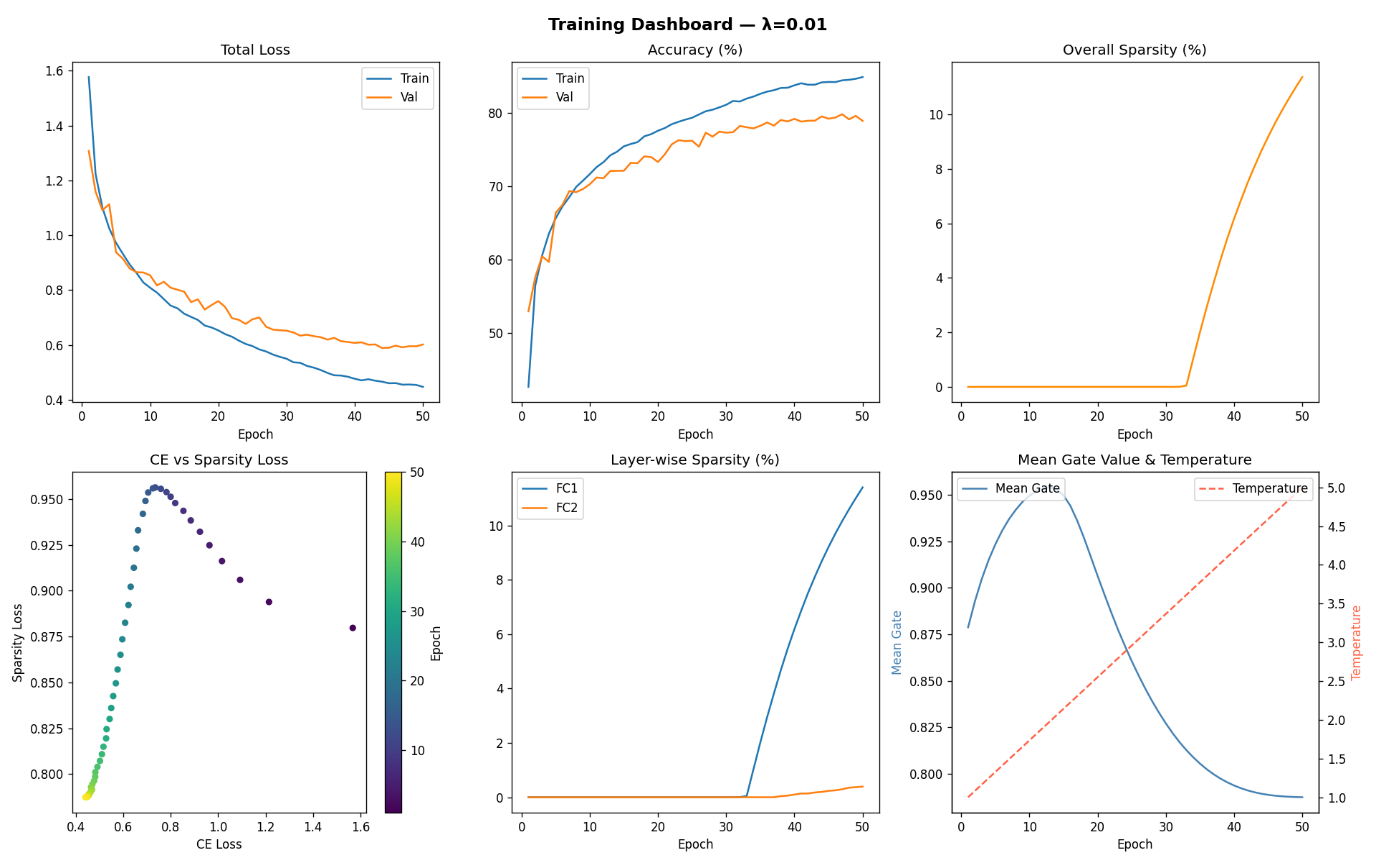 Training Dashboard — λ=0.01
Total Loss
Train
Val
1.6
1.4
1.2
1.0
0.8
0.6
0.4
0 10 20 30 40 50
Epoch
Accuracy (%)
Train
Val
80
70
60
50
0 10 20 30 40 50
Epoch
Overall Sparsity (%)
10
8
6
4
2
0
0 10 20 30 40 50
Epoch
CE vs Sparsity Loss
Sparsity Loss
0.950
0.925
0.900
0.875
0.850
0.825
0.800
0.4 0.6 0.8 1.0 1.2 1.4 1.6
CE Loss
50
40
30
20
10
Epoch
Layer-wise Sparsity (%)
FC1
FC2
10
8
6
4
2
0
0 10 20 30 40 50
Epoch
Mean Gate Value & Temperature
Mean Gate
Temperature
Mean Gate
0.950
0.925
0.900
0.875
0.850
0.825
0.800
0 10 20 30 40 50
Epoch
5.0
4.5
4.0
3.5
3.0
2.5
2.0
1.5
1.0
Temperature